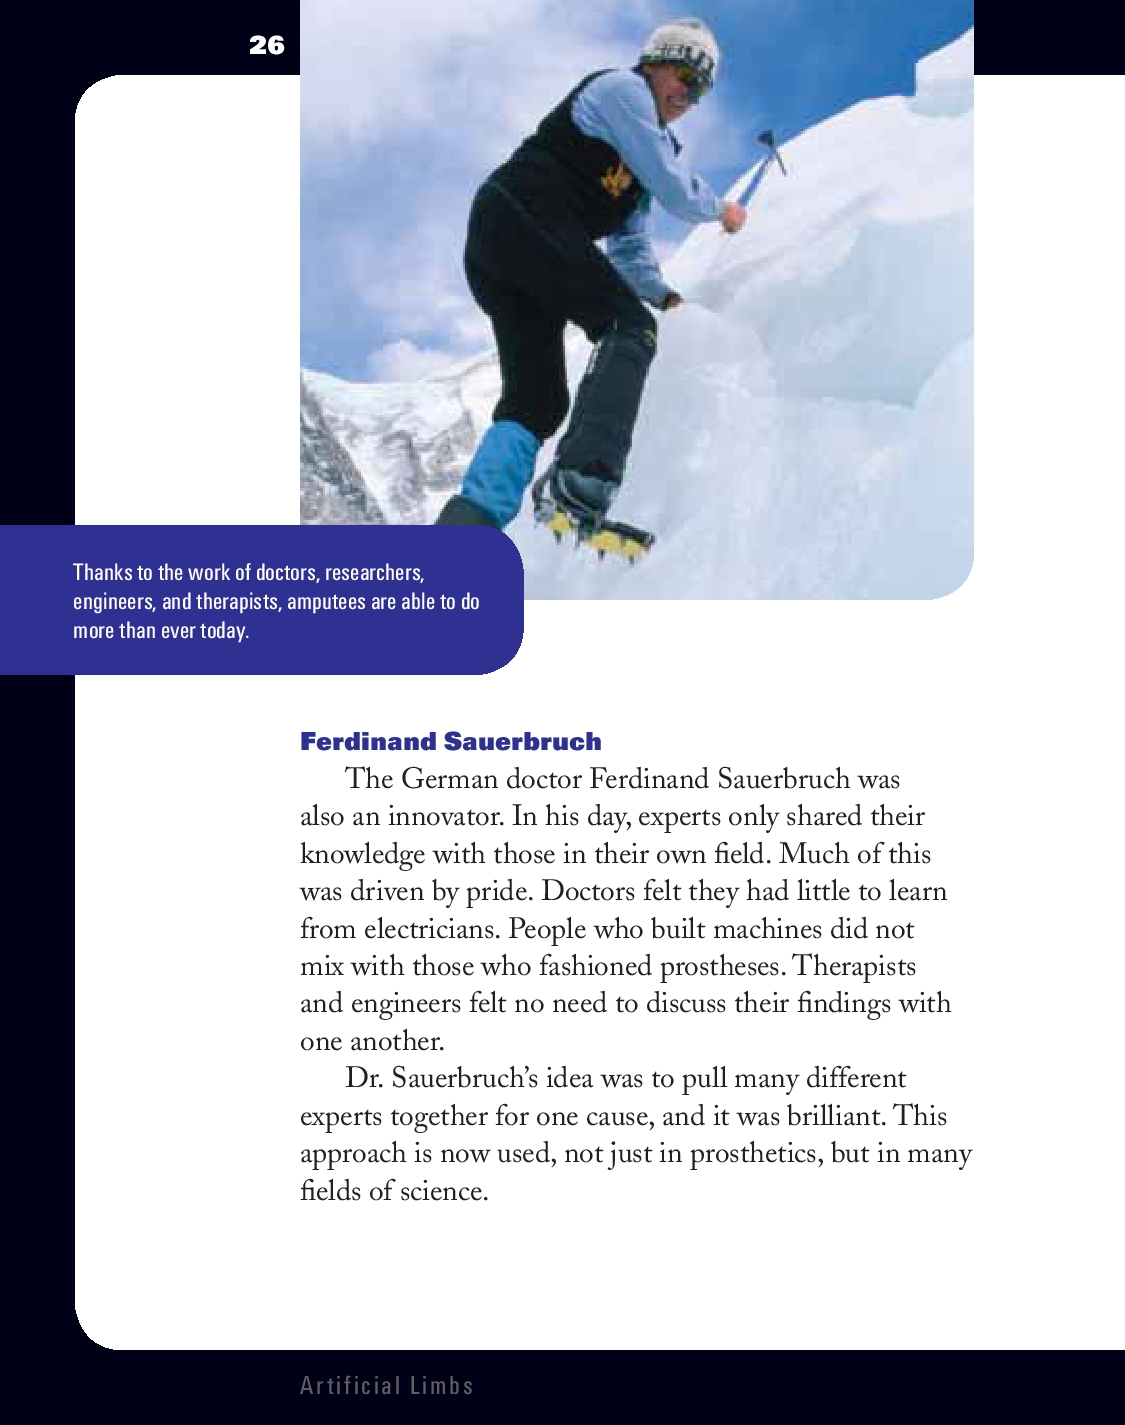 26
Thanks to the work of doctors, researchers,
engineers, and therapists, amputees are able to do
more than ever today.
Ferdinand Sauerbruch
The German doctor Ferdinand Sauerbruch was
also an innovator. In his day, experts only shared their
knowledge with those in their own field. Much of this
was driven by pride. Doctors felt they had little to learn
from electricians. People who built machines did not
mix with those who fashioned prostheses. Therapists
and engineers felt no need to discuss their findings with
one another.
Dr. Sauerbruch’s idea was to pull many different
experts together for one cause, and it was brilliant. This
approach is now used, not just in prosthetics, but in many
fields of science.
Artificial Limbs